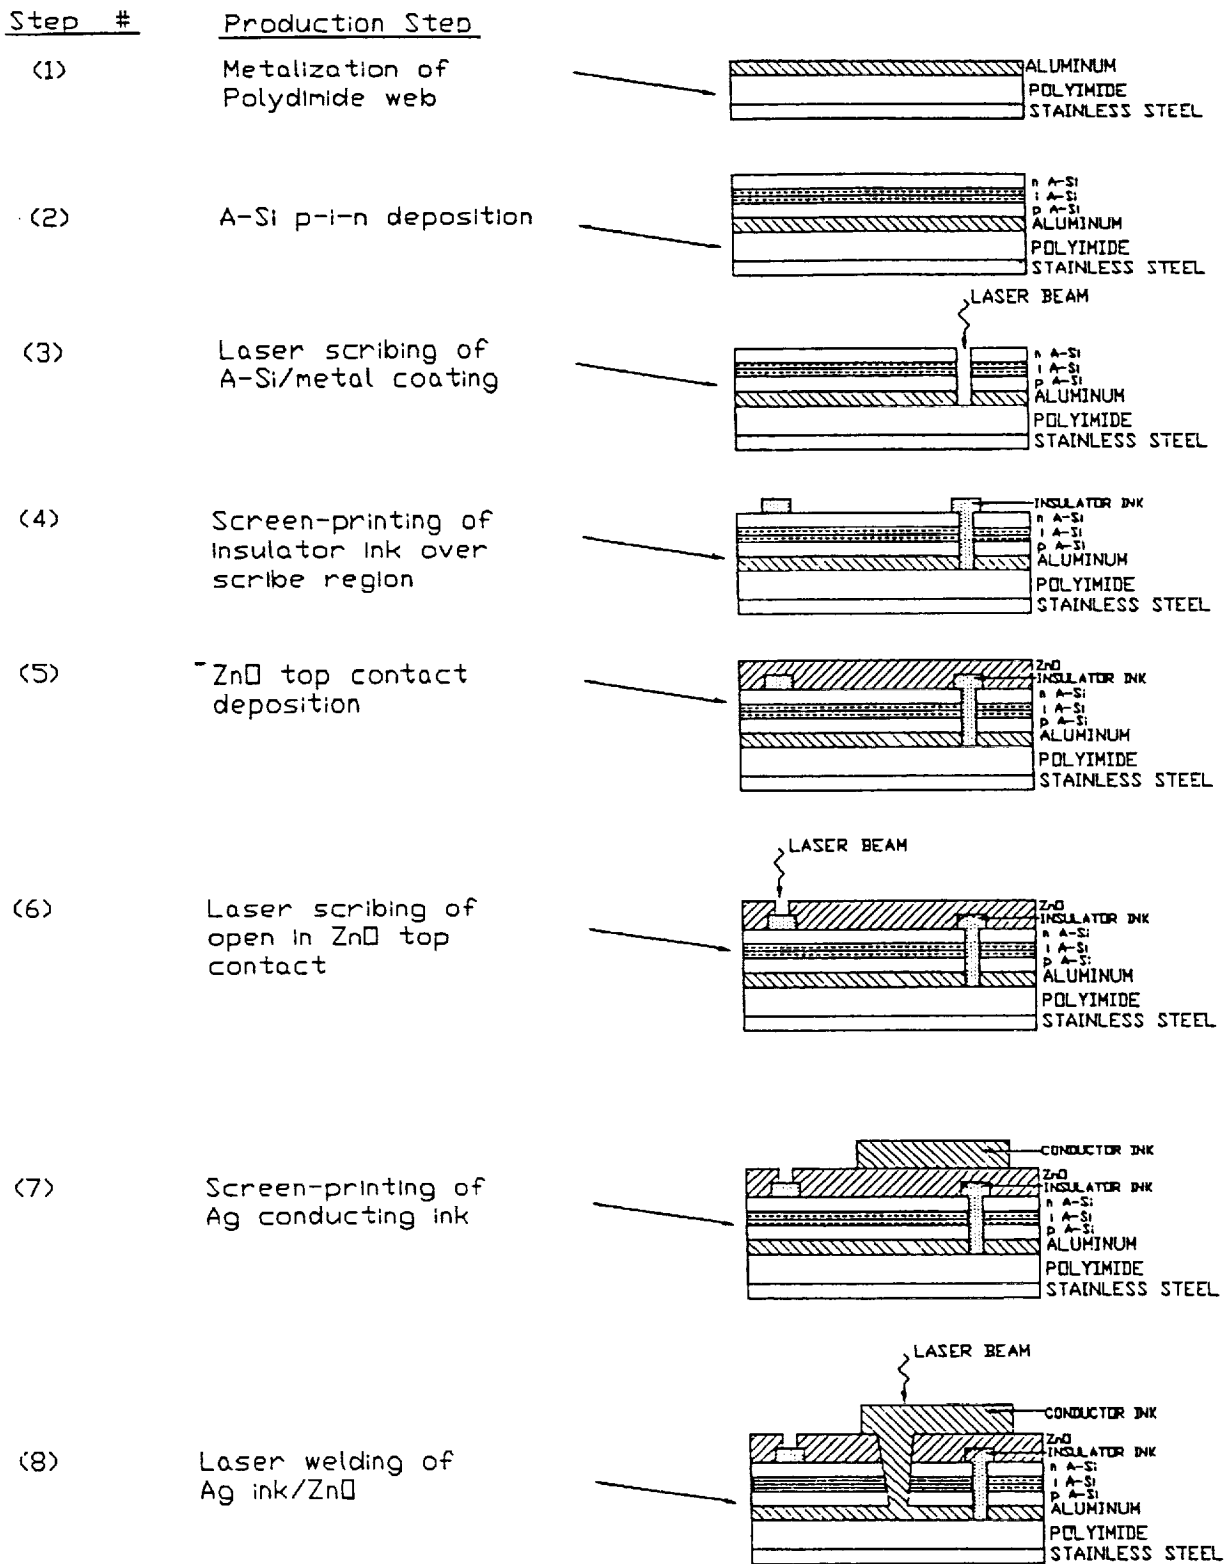 Step #
Production Step
(1)
Metalization of
Polydimide web
ALUMINUM
POLYIMIDE
STAINLESS STEEL
(2)
A-Si p-i-n deposition
n A-Si
i A-Si
p A-Si
ALUMINUM
POLYIMIDE
STAINLESS STEEL
(3)
Laser scribing of
A-Si/metal coating
LASER BEAM
n A-Si
i A-Si
p A-Si
ALUMINUM
POLYIMIDE
STAINLESS STEEL
(4)
Screen-printing of
insulator ink over
scribe region
INSULATOR INK
n A-Si
i A-Si
p A-Si
ALUMINUM
POLYIMIDE
STAINLESS STEEL
(5)
ZnO top contact
deposition
ZnO
INSULATOR INK
n A-Si
i A-Si
p A-Si
ALUMINUM
POLYIMIDE
STAINLESS STEEL
(6)
Laser scribing of
open in ZnO top
contact
LASER BEAM
ZnO
INSULATOR INK
n A-Si
i A-Si
p A-Si
ALUMINUM
POLYIMIDE
STAINLESS STEEL
(7)
Screen-printing of
Ag conducting ink
CONDUCTOR INK
ZnO
INSULATOR INK
n A-Si
i A-Si
p A-Si
ALUMINUM
POLYIMIDE
STAINLESS STEEL
(8)
Laser welding of
Ag ink/ZnO
LASER BEAM
CONDUCTOR INK
ZnO
INSULATOR INK
n A-Si
i A-Si
p A-Si
ALUMINUM
POLYIMIDE
STAINLESS STEEL